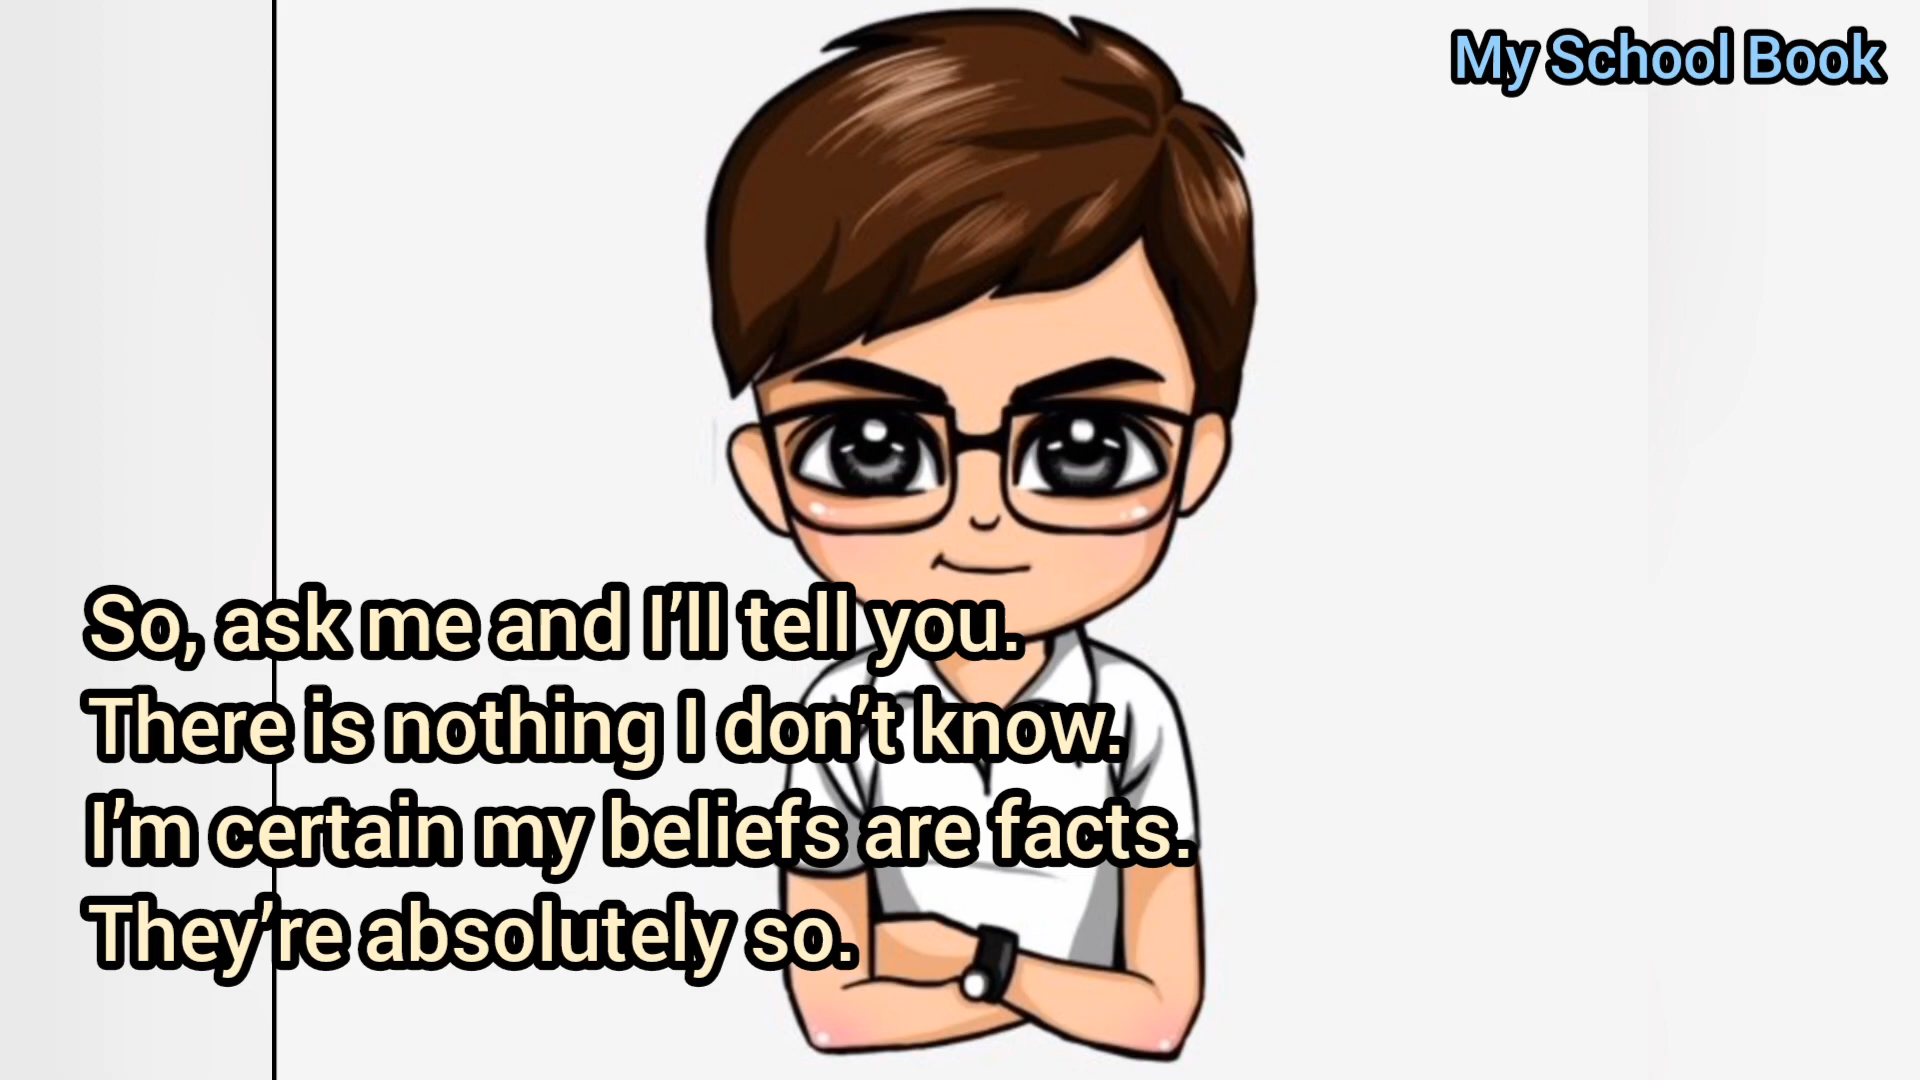 My School Book
So, ask me and I’ll tell you.
There is nothing I don’t know.
I’m certain my beliefs are facts.
They’re absolutely so.